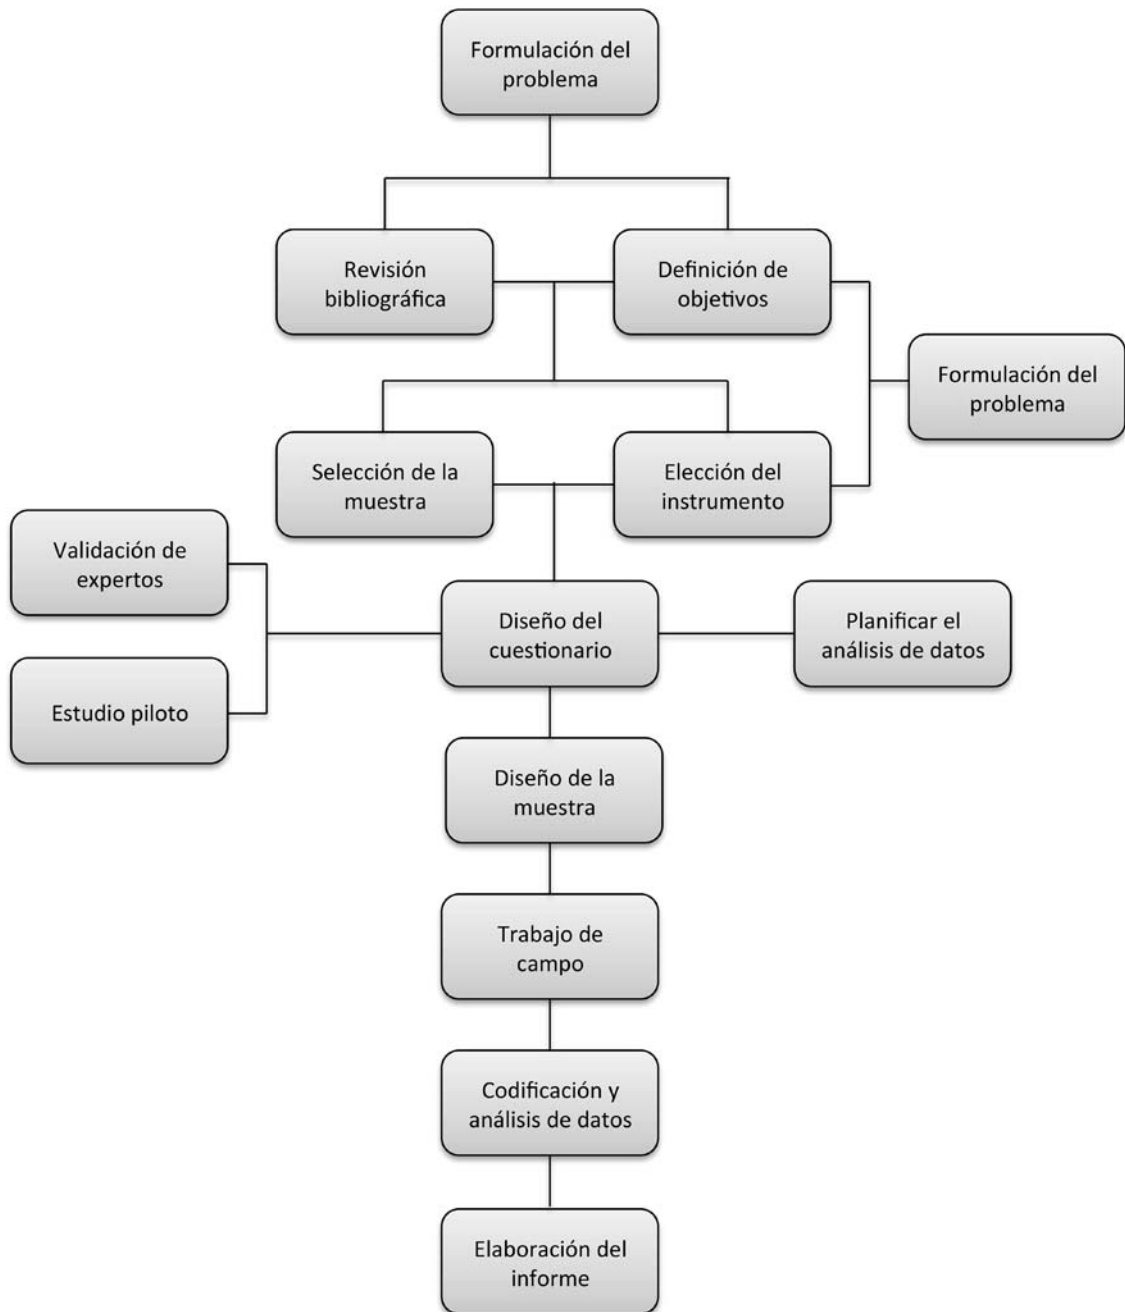 Formulación del
problema
Revisión
bibliográfica
Definición de
objetivos
Formulación del
problema
Selección de la
muestra
Elección del
instrumento
Validación de
expertos
Diseño del
cuestionario
Planificar el
análisis de datos
Estudio piloto
Diseño de la
muestra
Trabajo de
campo
Codificación y
análisis de datos
Elaboración del
informe